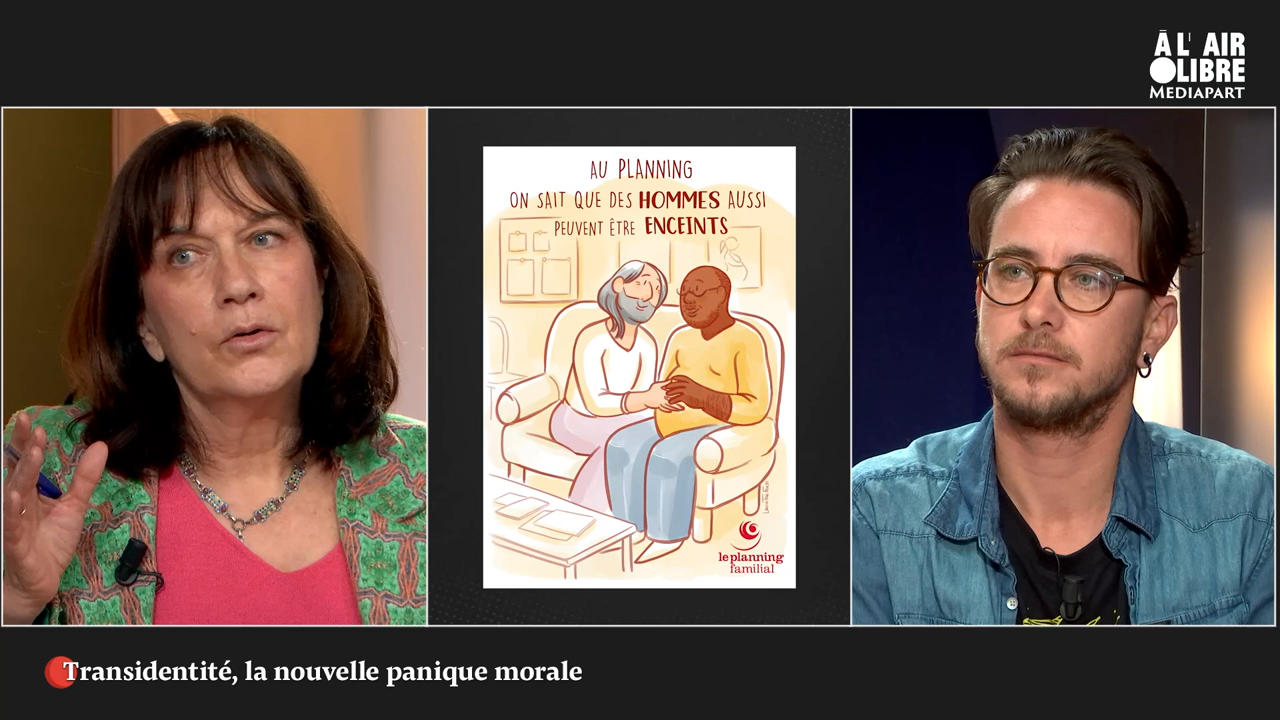 À L' AIR
LIBRE
MEDIAPART
AU PLANNING
ON SAIT QUE DES HOMMES AUSSI
PEUVENT ÊTRE ENCEINTS
le planning
familial
Transidentité, la nouvelle panique morale